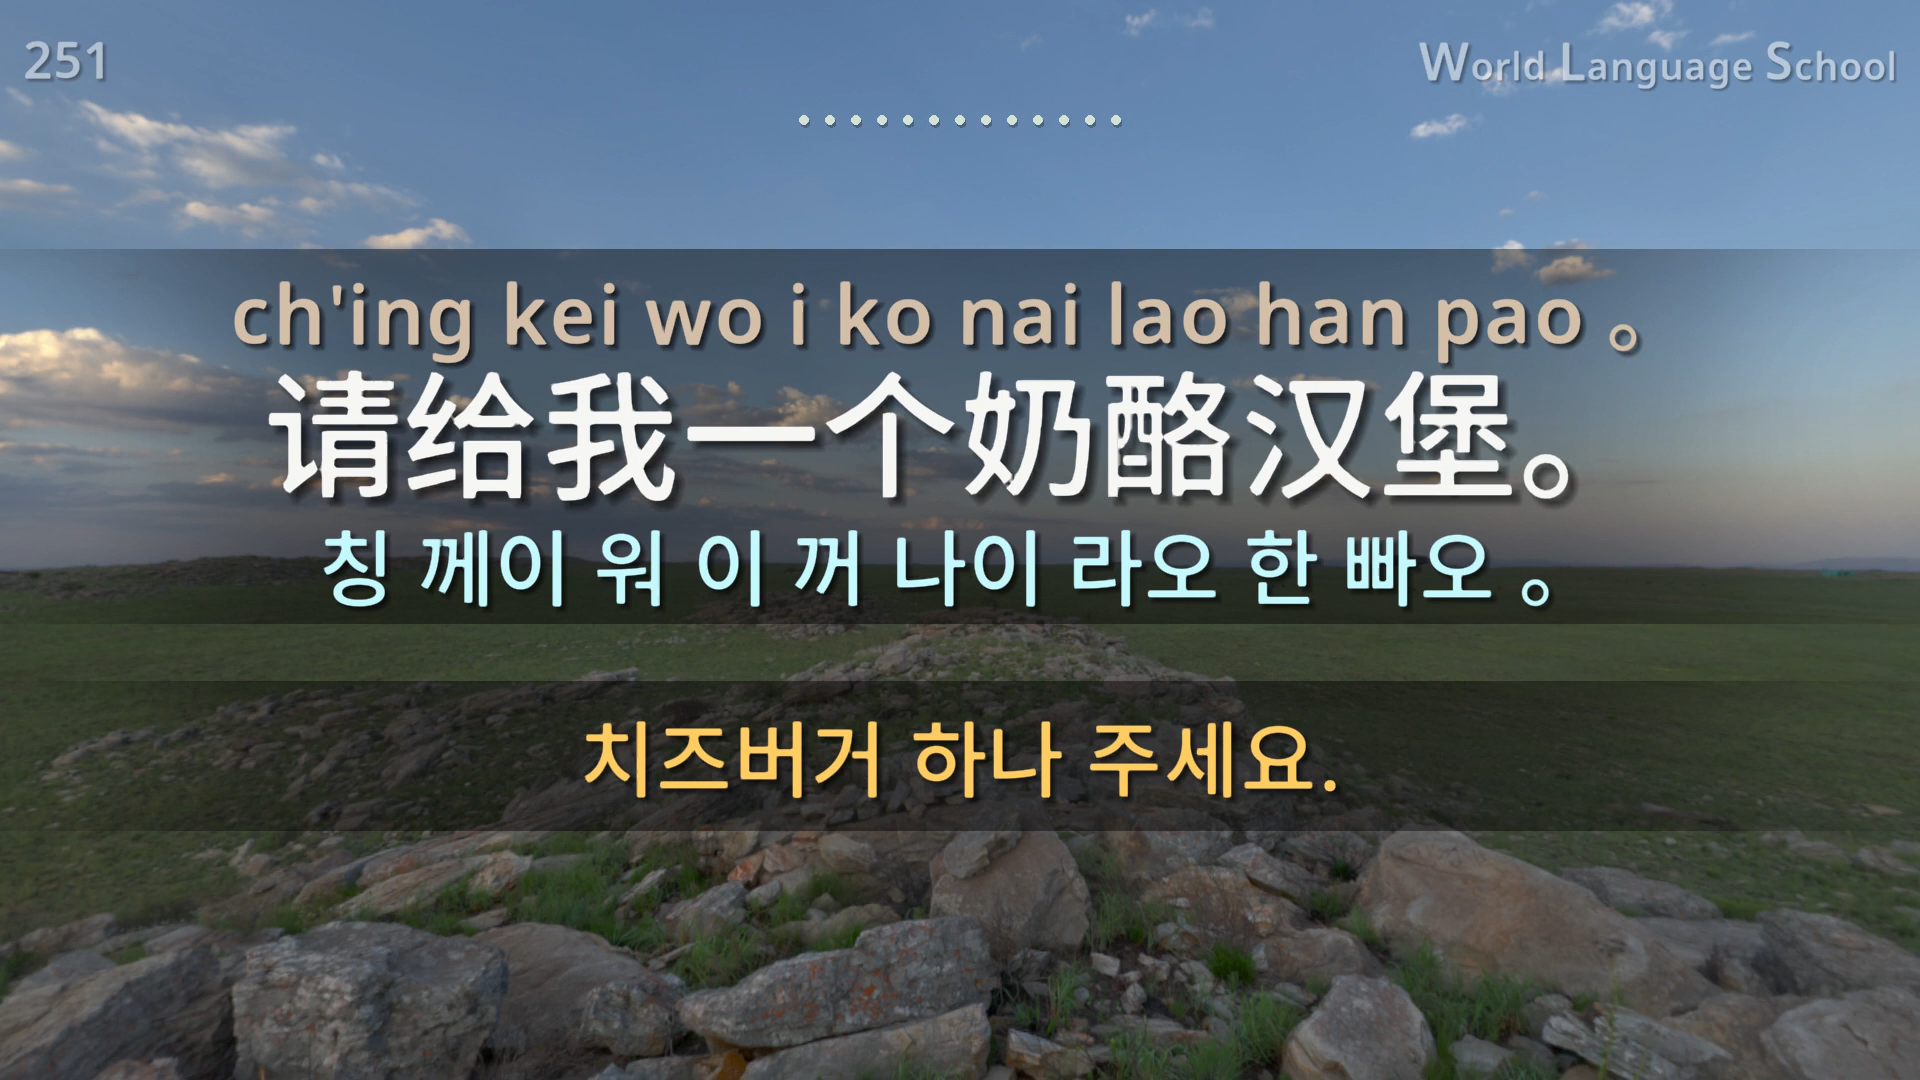 251
World Language School
ch'ing kei wo i ko nai lao han pao 。
请给我一个奶酪汉堡。
칭 께이 워 이 꺼 나이 라오 한 빠오 。
치즈버거 하나 주세요.